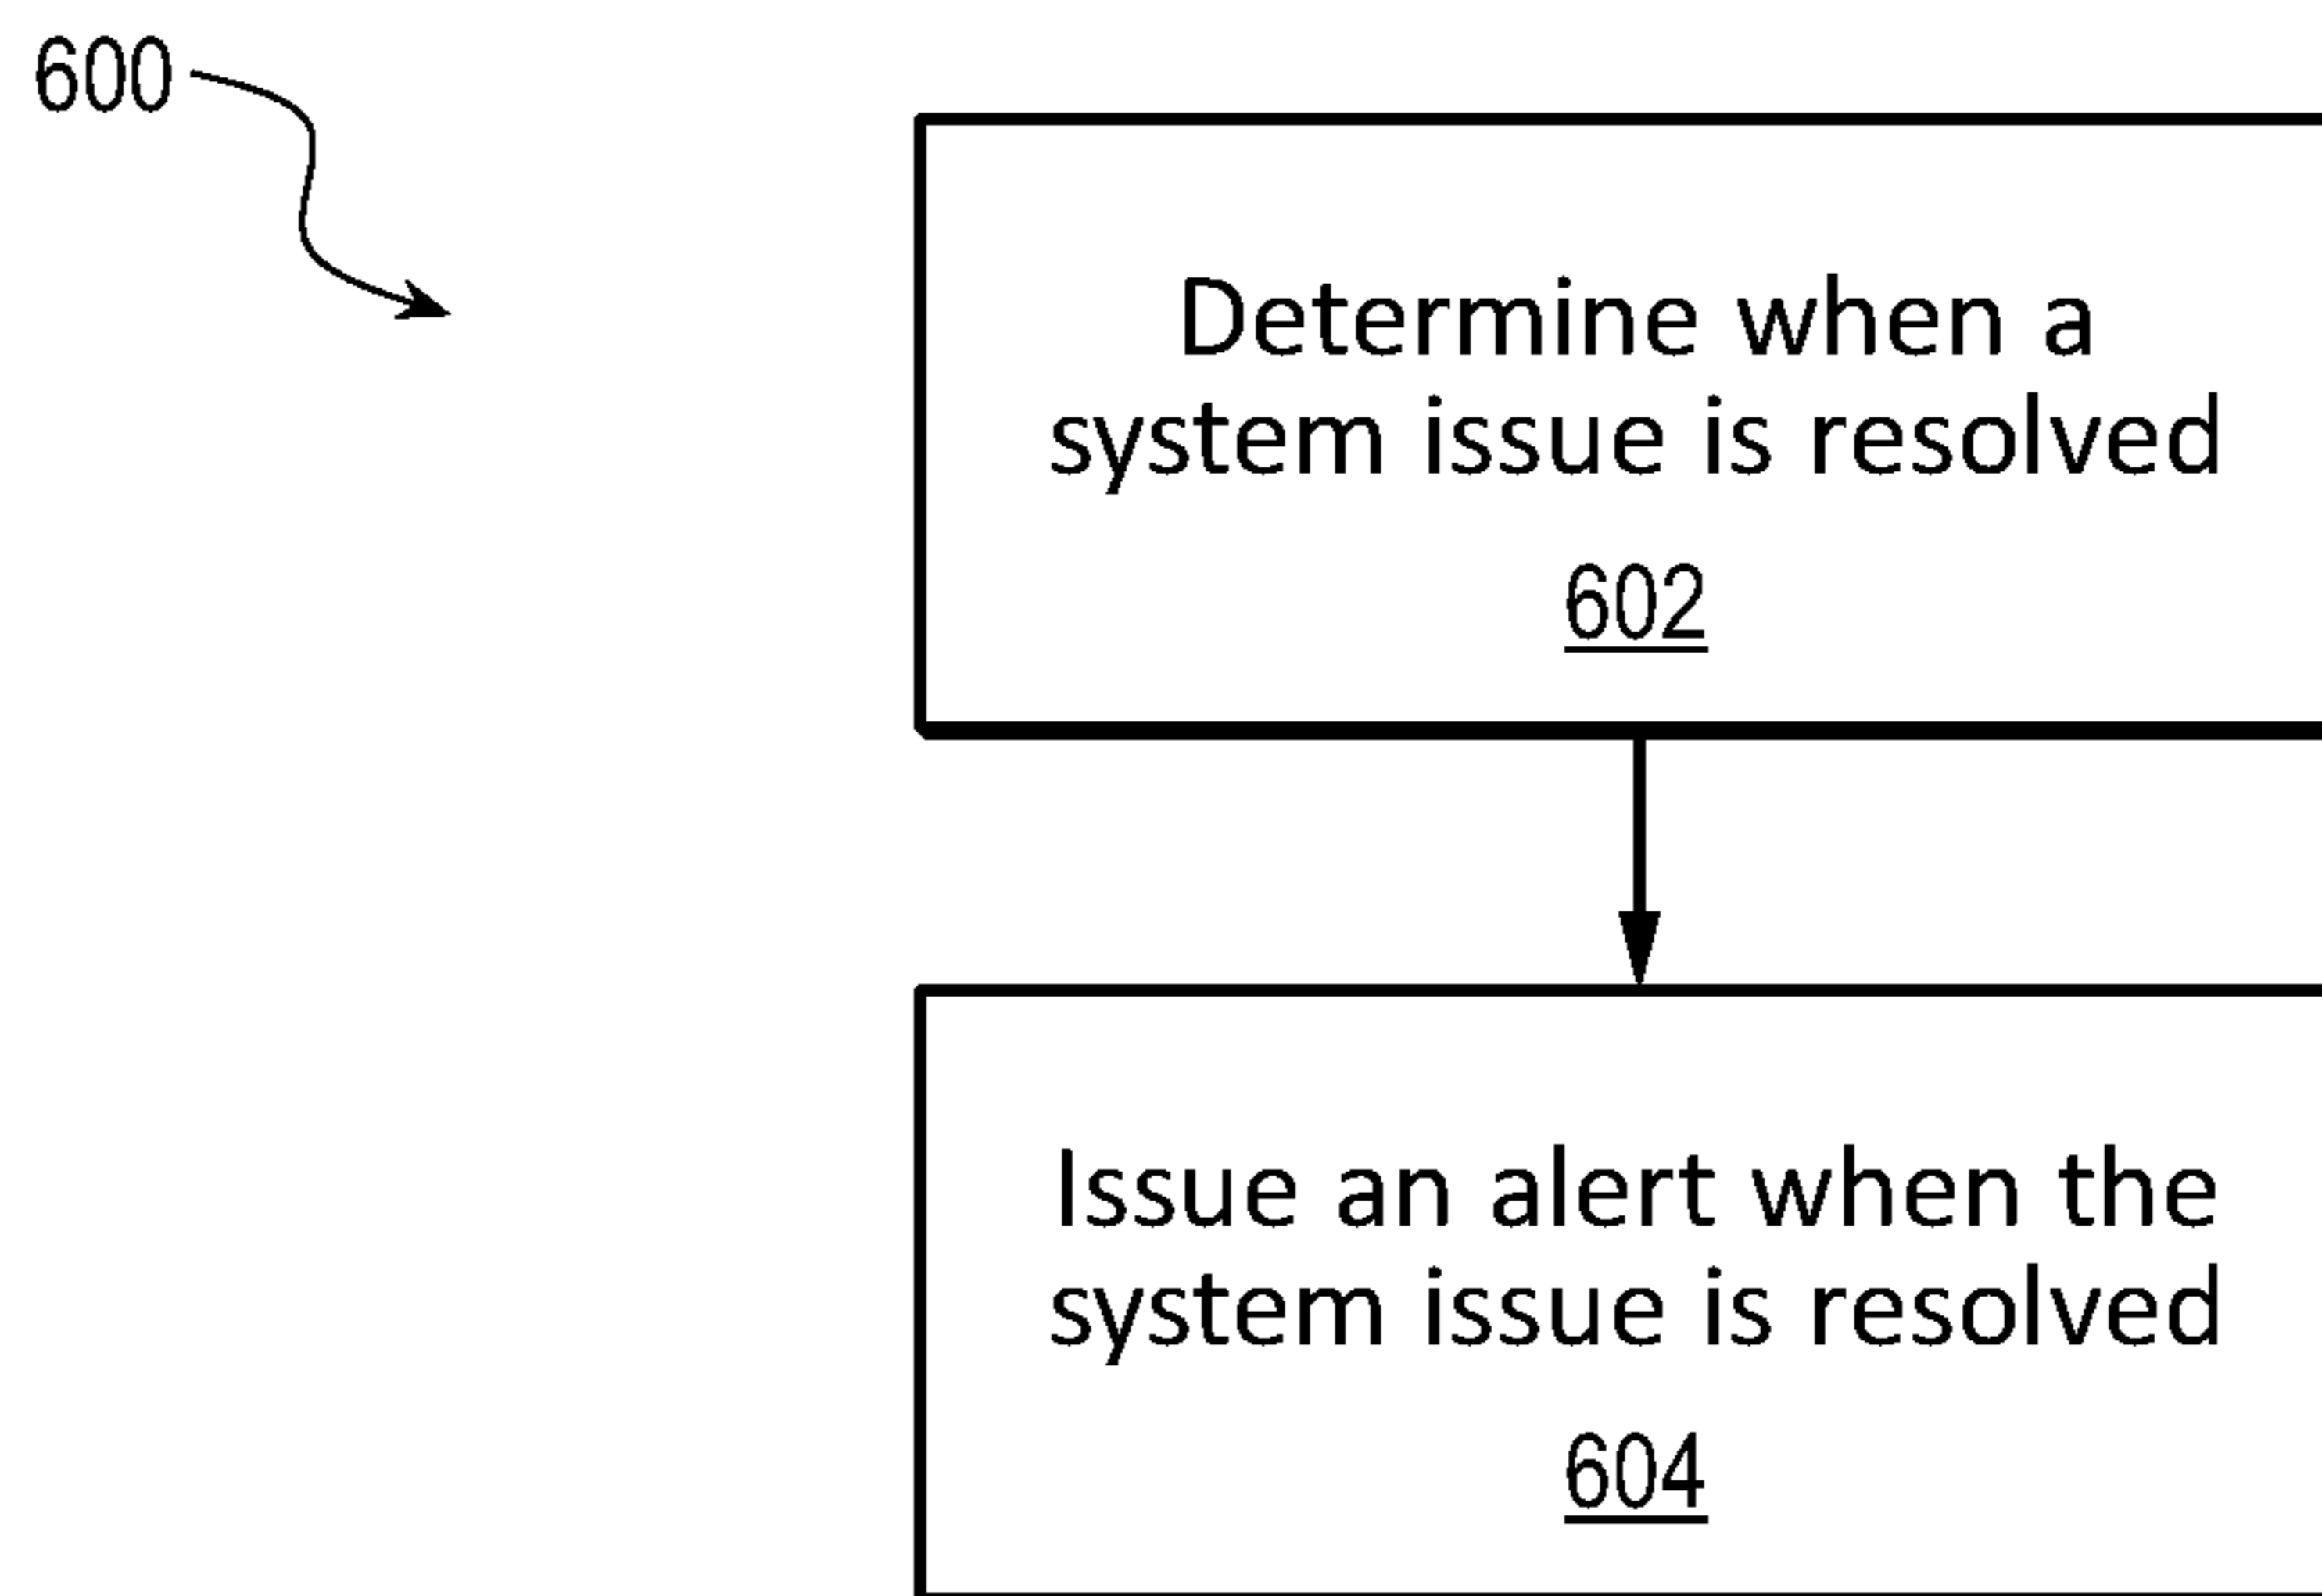 600
Determine when a
system issue is resolved
602
Issue an alert when the
system issue is resolved
604